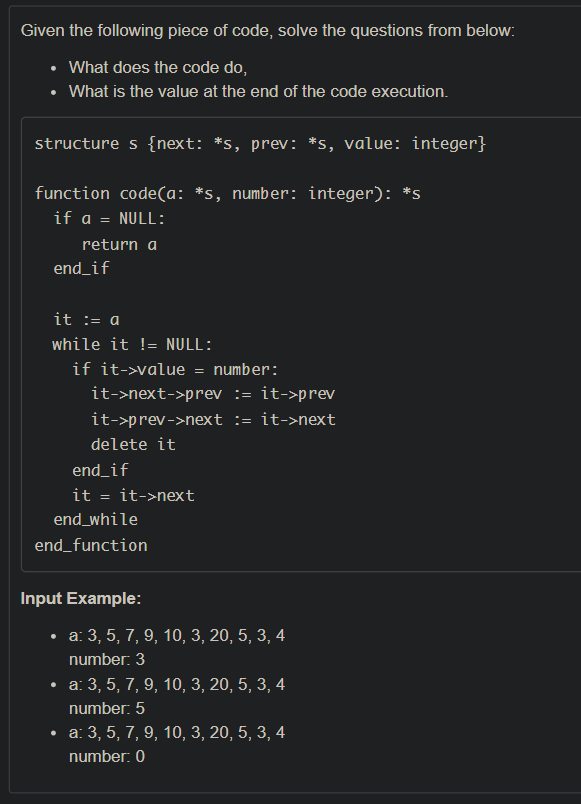 Given the following piece of code, solve the questions from below:
• What does the code do,
• What is the value at the end of the code execution.
structure s {next: *s, prev: *s, value: integer}
function code(a: *s, number: integer): *s
if a = NULL:
return a
end_if
it := a
while it != NULL:
if it->value = number:
it->next->prev := it->prev
it->prev->next := it->next
delete it
end_if
it = it->next
end_while
end_function
Input Example:
• a: 3, 5, 7, 9, 10, 3, 20, 5, 3, 4
number: 3
• a: 3, 5, 7, 9, 10, 3, 20, 5, 3, 4
number: 5
• a: 3, 5, 7, 9, 10, 3, 20, 5, 3, 4
number: 0